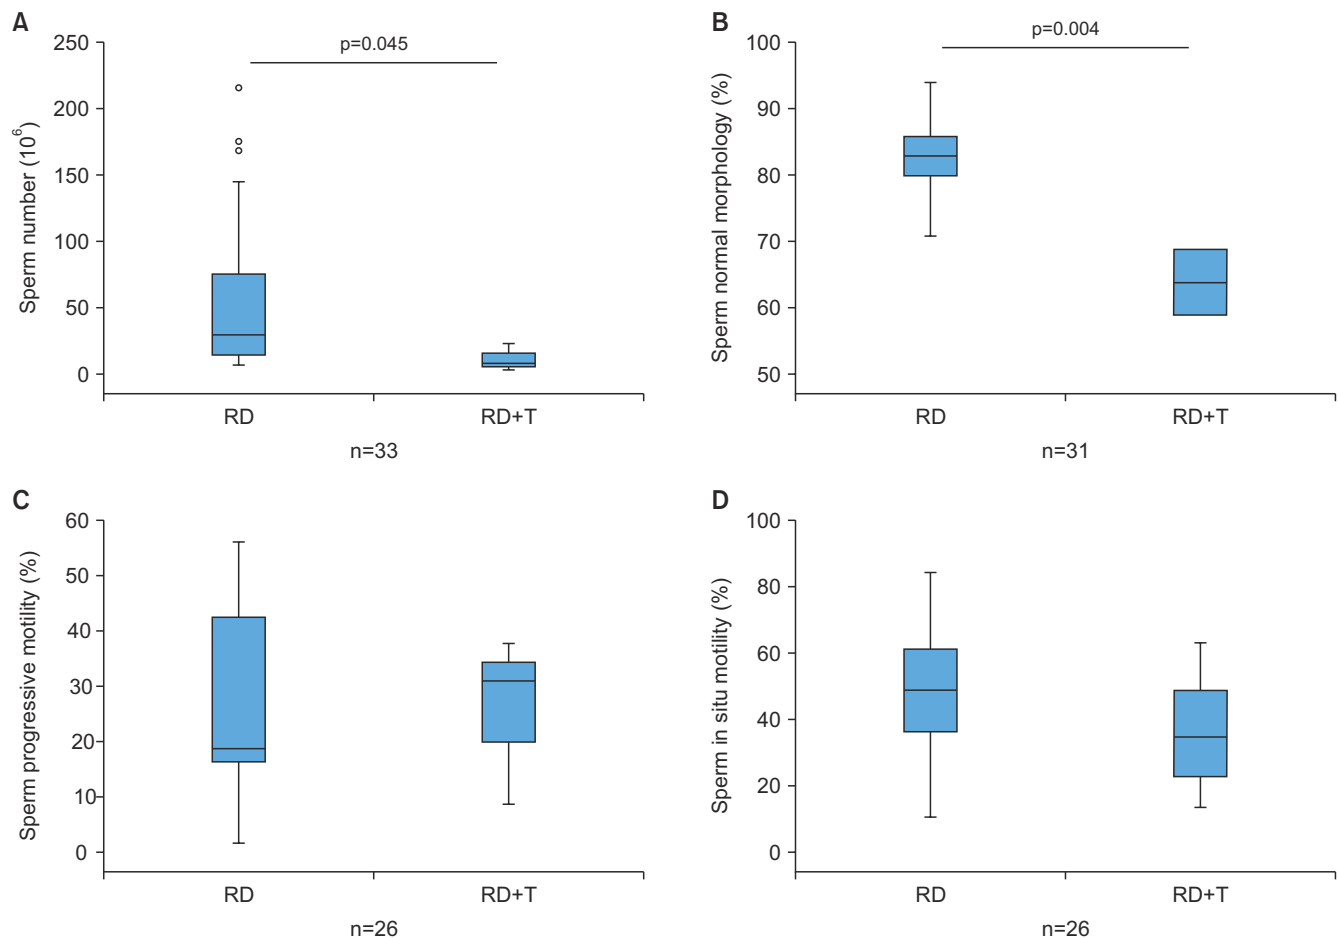 A
p=0.045
250
200
150
100
50
0
Sperm number (10⁶)
RD
RD+T
n=33
B
p=0.004
100
90
80
70
60
50
Sperm normal morphology (%)
RD
RD+T
n=31
C
60
50
40
30
20
10
0
Sperm progressive motility (%)
RD
RD+T
n=26
D
100
80
60
40
20
0
Sperm in situ motility (%)
RD
RD+T
n=26